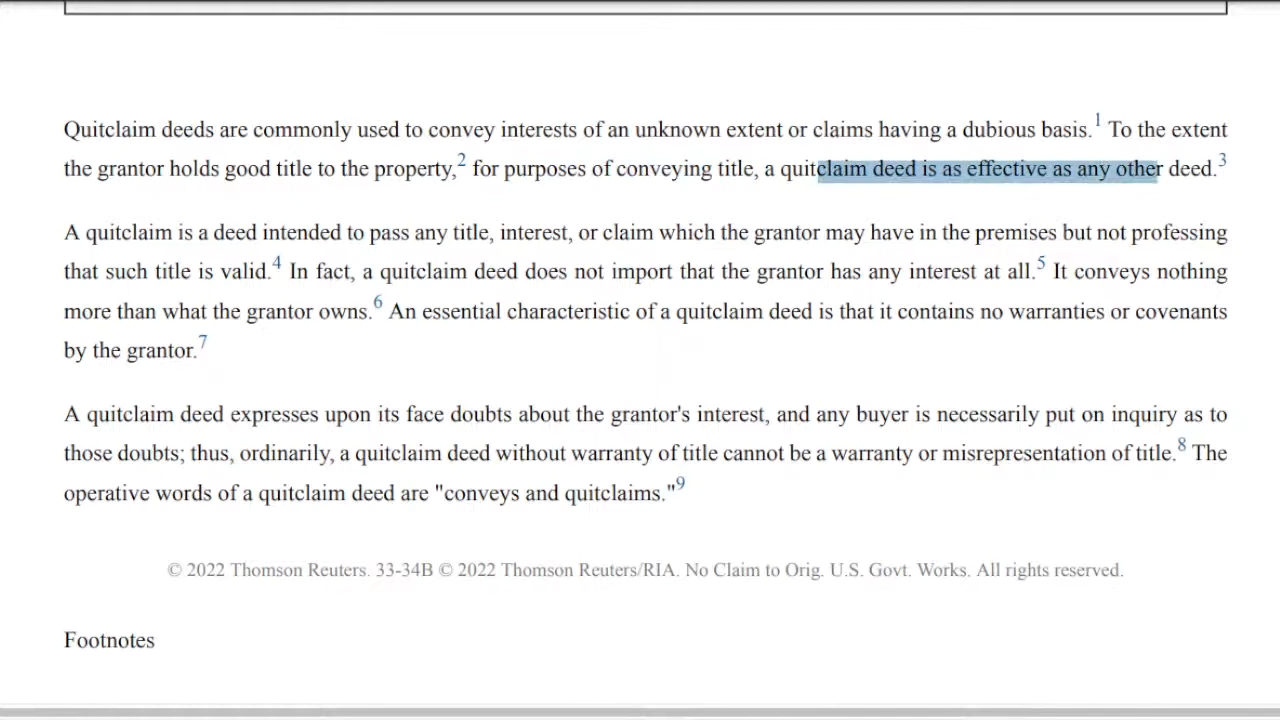 Quitclaim deeds are commonly used to convey interests of an unknown extent or claims having a dubious basis.1 To the extent
the grantor holds good title to the property,2 for purposes of conveying title, a quitclaim deed is as effective as any other deed.3
A quitclaim is a deed intended to pass any title, interest, or claim which the grantor may have in the premises but not professing
that such title is valid.4 In fact, a quitclaim deed does not import that the grantor has any interest at all.5 It conveys nothing
more than what the grantor owns.6 An essential characteristic of a quitclaim deed is that it contains no warranties or covenants
by the grantor.7
A quitclaim deed expresses upon its face doubts about the grantor's interest, and any buyer is necessarily put on inquiry as to
those doubts; thus, ordinarily, a quitclaim deed without warranty of title cannot be a warranty or misrepresentation of title.8 The
operative words of a quitclaim deed are "conveys and quitclaims."9
© 2022 Thomson Reuters. 33-34B © 2022 Thomson Reuters/RIA. No Claim to Orig. U.S. Govt. Works. All rights reserved.
Footnotes